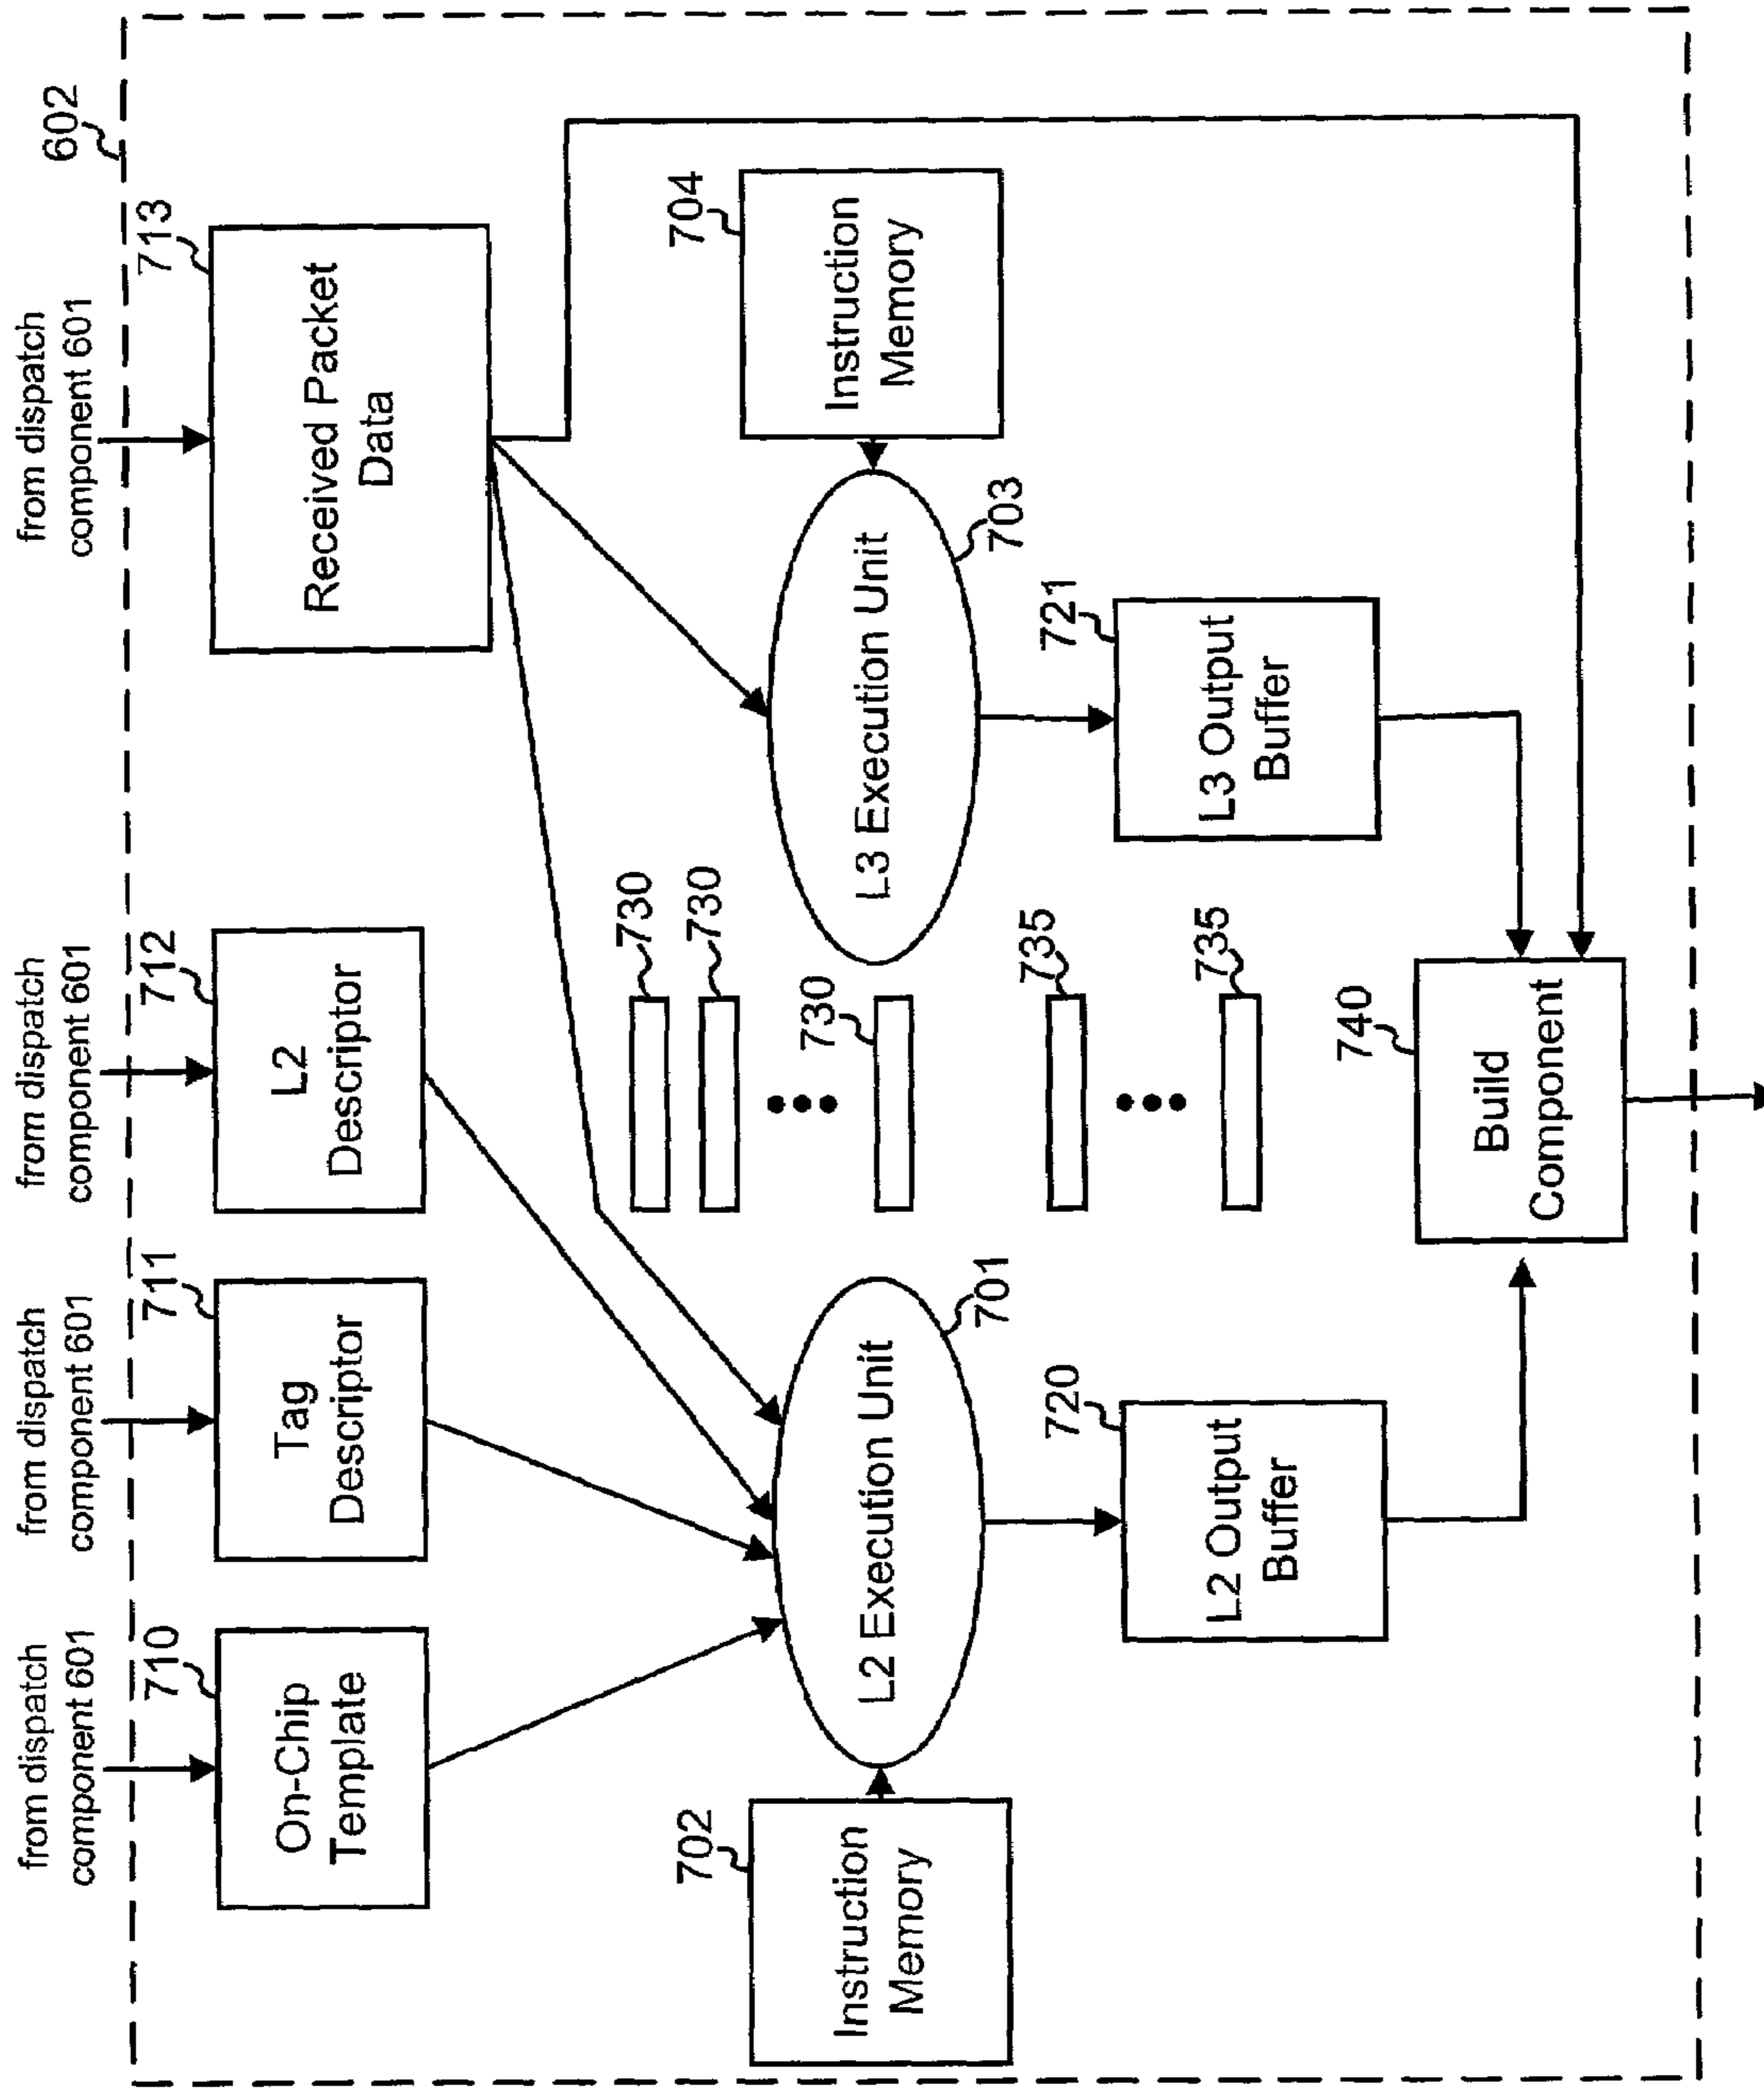 602
from dispatch
component 601
from dispatch
component 601
from dispatch
component 601
from dispatch
component 601
710
On-Chip
Template
711
Tag
Descriptor
712
L2
Descriptor
713
Received Packet
Data
730
730
730
702
Instruction
Memory
L2 Execution Unit
701
L3 Execution Unit
703
704
Instruction
Memory
735
735
720
L2 Output
Buffer
721
L3 Output
Buffer
740
Build
Component